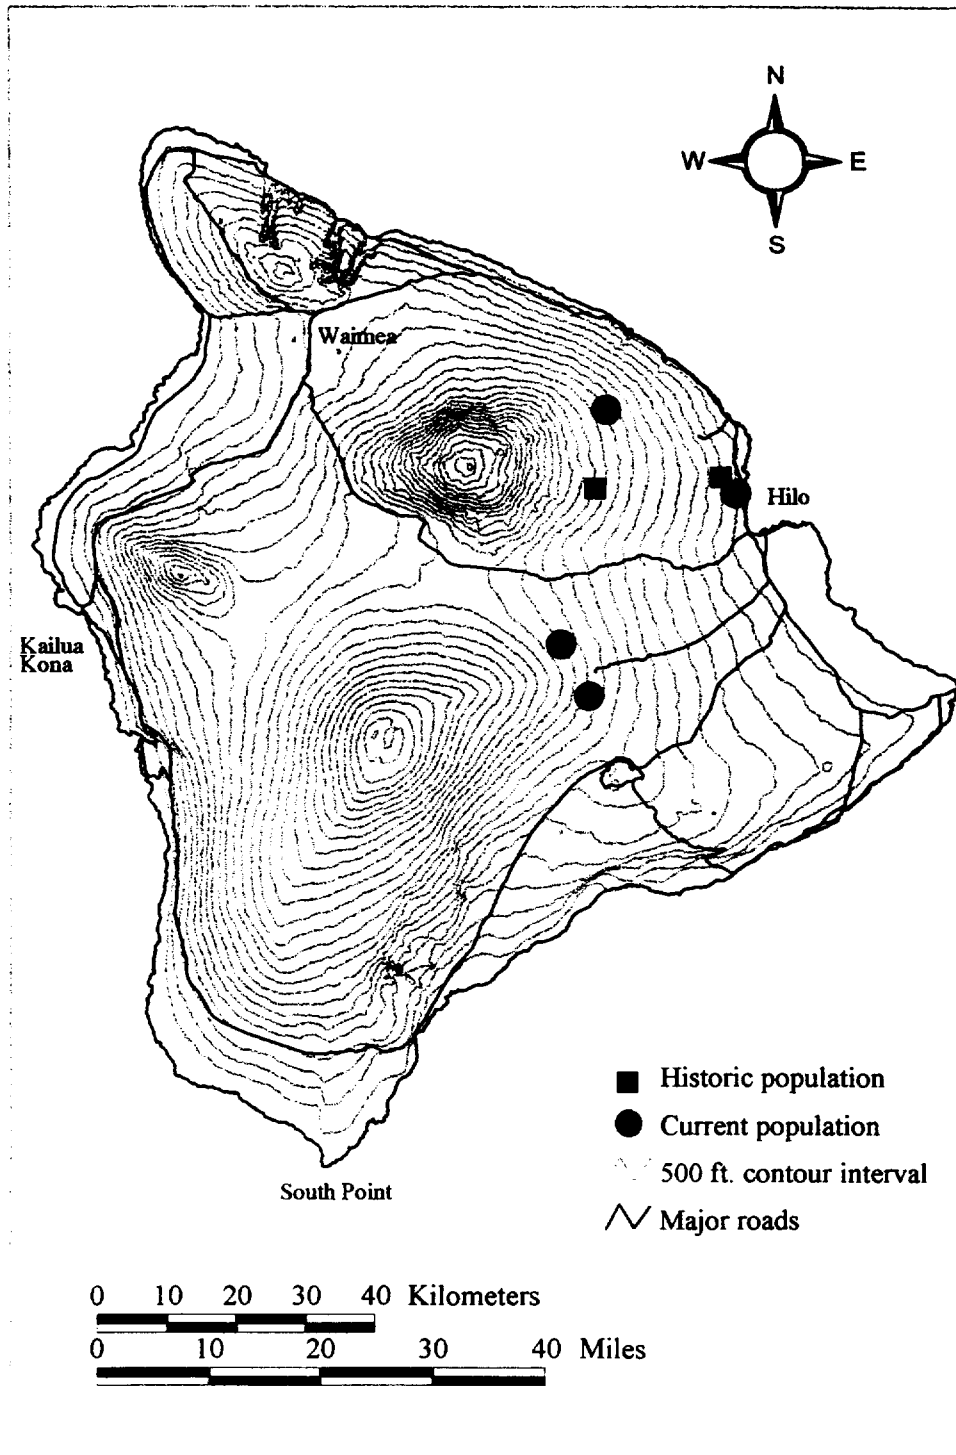 N
W E
S
Waimea
Hilo
Kailua
Kona
Historic population
Current population
500 ft. contour interval
Major roads
South Point
0 10 20 30 40 Kilometers
0 10 20 30 40 Miles